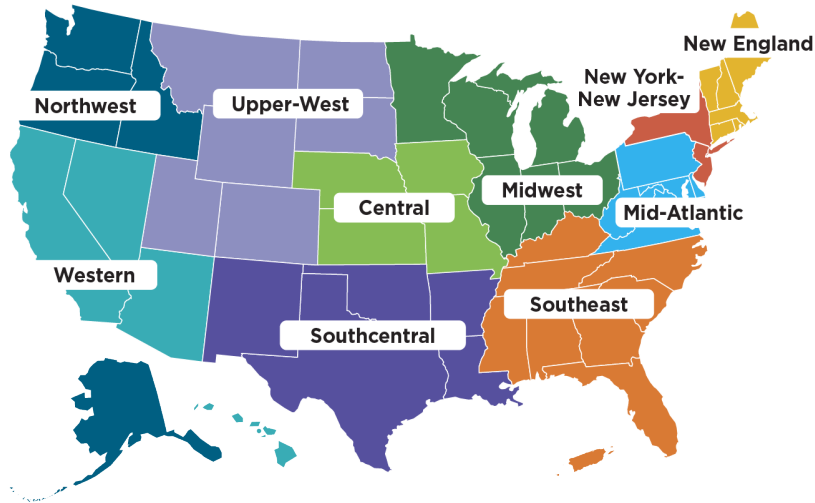 New England
New York-
New Jersey
Northwest
Upper-West
Midwest
Central
Mid-Atlantic
Western
Southeast
Southcentral